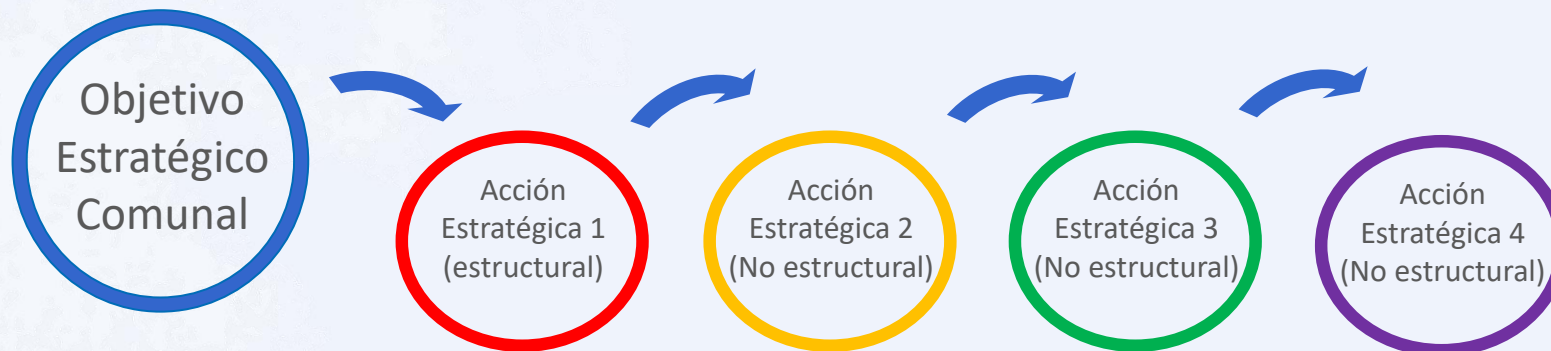 Objetivo
Estratégico
Comunal
Acción
Estratégica 1
(estructural)
Acción
Estratégica 2
(No estructural)
Acción
Estratégica 3
(No estructural)
Acción
Estratégica 4
(No estructural)